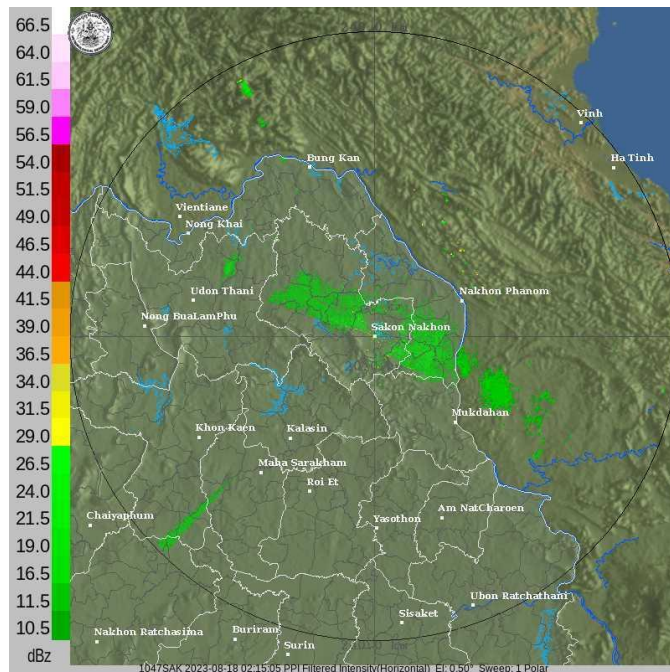 66.5
64.0
61.5
59.0
56.5
54.0
51.5
49.0
46.5
44.0
41.5
39.0
36.5
34.0
31.5
29.0
26.5
24.0
21.5
19.0
16.5
13.0
10.5
dBz
Vinh
Ha Tinh
Bung Kan
Vientiane
Nong Khai
Udon Thani
Nakhon Phanom
Nong BuaLamPhu
Sakon Nakhon
Mukdahan
Khon Kaen
Kalasin
Maha Sarakham
Roi Et
Chaiyaphum
Yasothon
Am NatCharoen
Ubon Ratchathani
Sisaket
Nakhon Ratchasima
Buriram
Surin
1047SAK 2023-08-18 02:15:05 PPI Filtered Intensity(Horizontal) El: 0.50° Sweep: 1 Polar